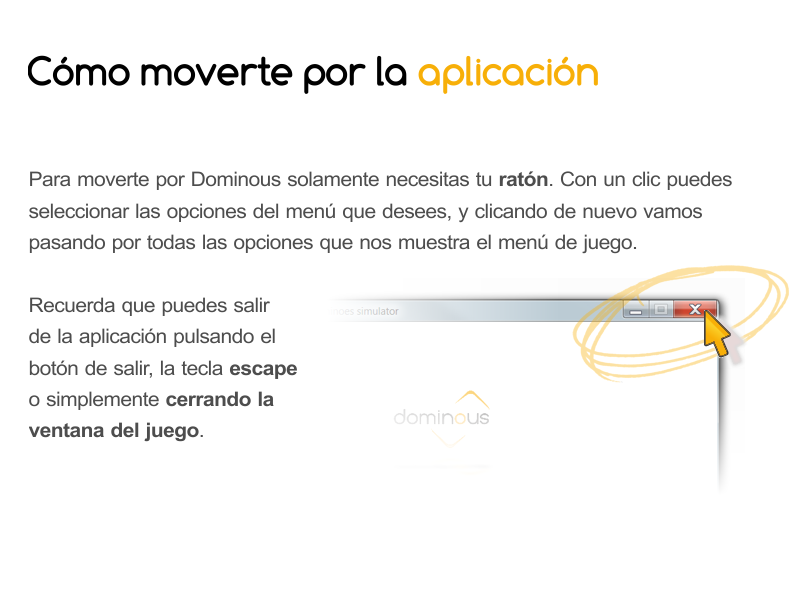 Cómo moverte por la aplicación
Para moverte por Dominous solamente necesitas tu ratón. Con un clic puedes
seleccionar las opciones del menú que desees, y clicando de nuevo vamos
pasando por todas las opciones que nos muestra el menú de juego.
Recuerda que puedes salir
de la aplicación pulsando el
botón de salir, la tecla escape
o simplemente cerrando la
ventana del juego.
simulator
dominous